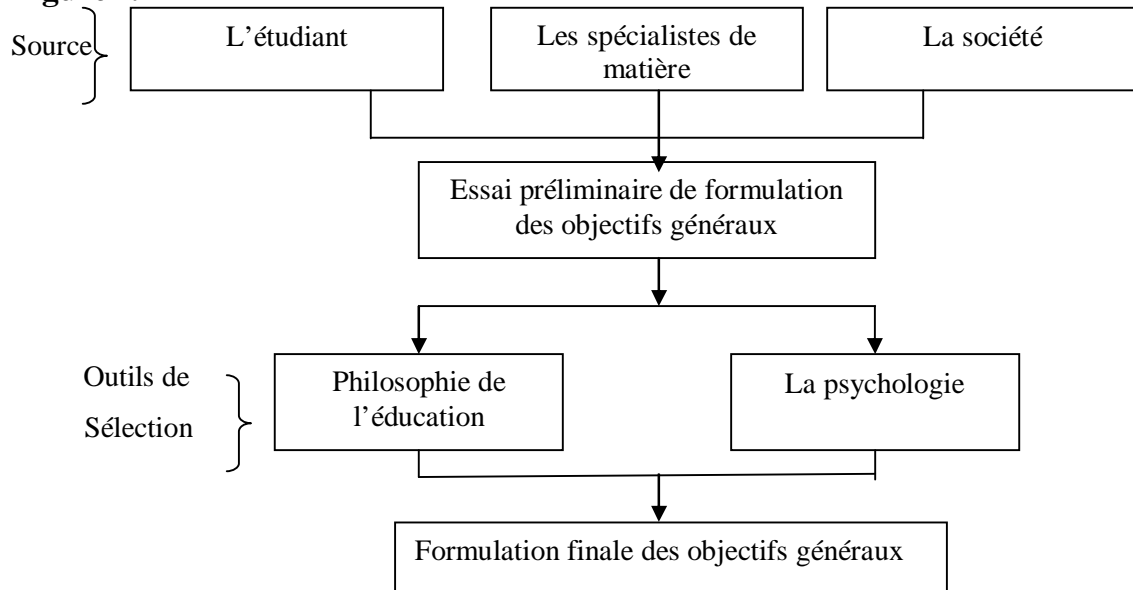 Source
L'étudiant
Les spécialistes de
matière
La société
Essai préliminaire de formulation
des objectifs généraux
Outils de
Sélection
Philosophie de
l'éducation
La psychologie
Formulation finale des objectifs généraux